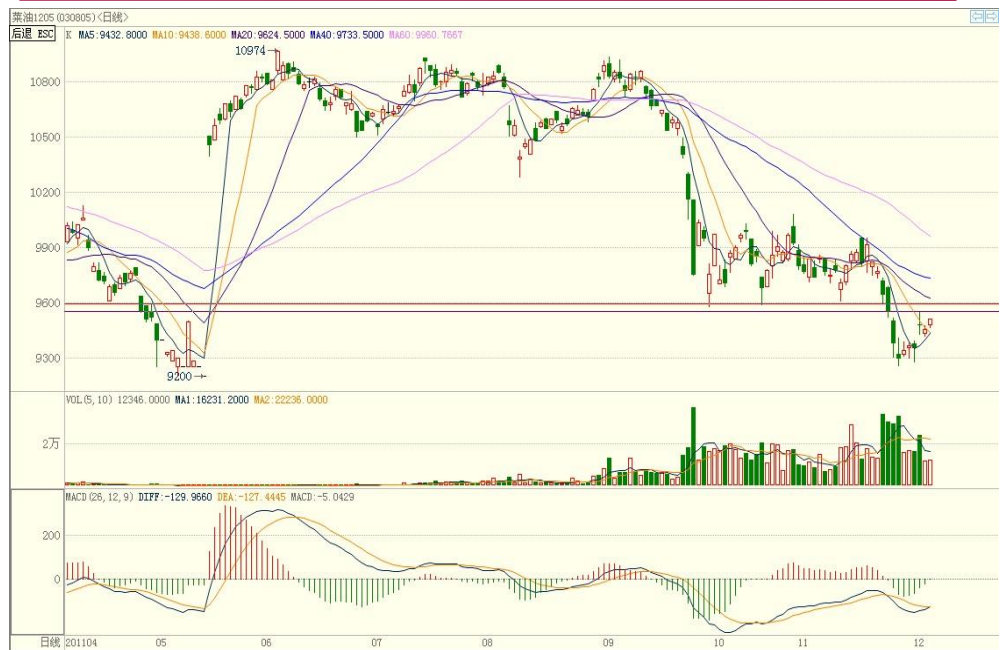 菜油1205(030805)<日线>
后退 ESC
K MA5:9432.8000 MA10:9438.6000 MA20:9624.5000 MA40:9733.5000 MA60:9960.7667
10974→
10800
10500
10200
9900
9600
9300
9200→
VOL(5,10) 12346.0000 MA1:16231.2000 MA2:22236.0000
2万
MACD(26,12,9) DIFF:-129.9660 DEA:-127.4445 MACD:-5.0429
200
0
日线 201104 05 06 07 08 09 10 11 12